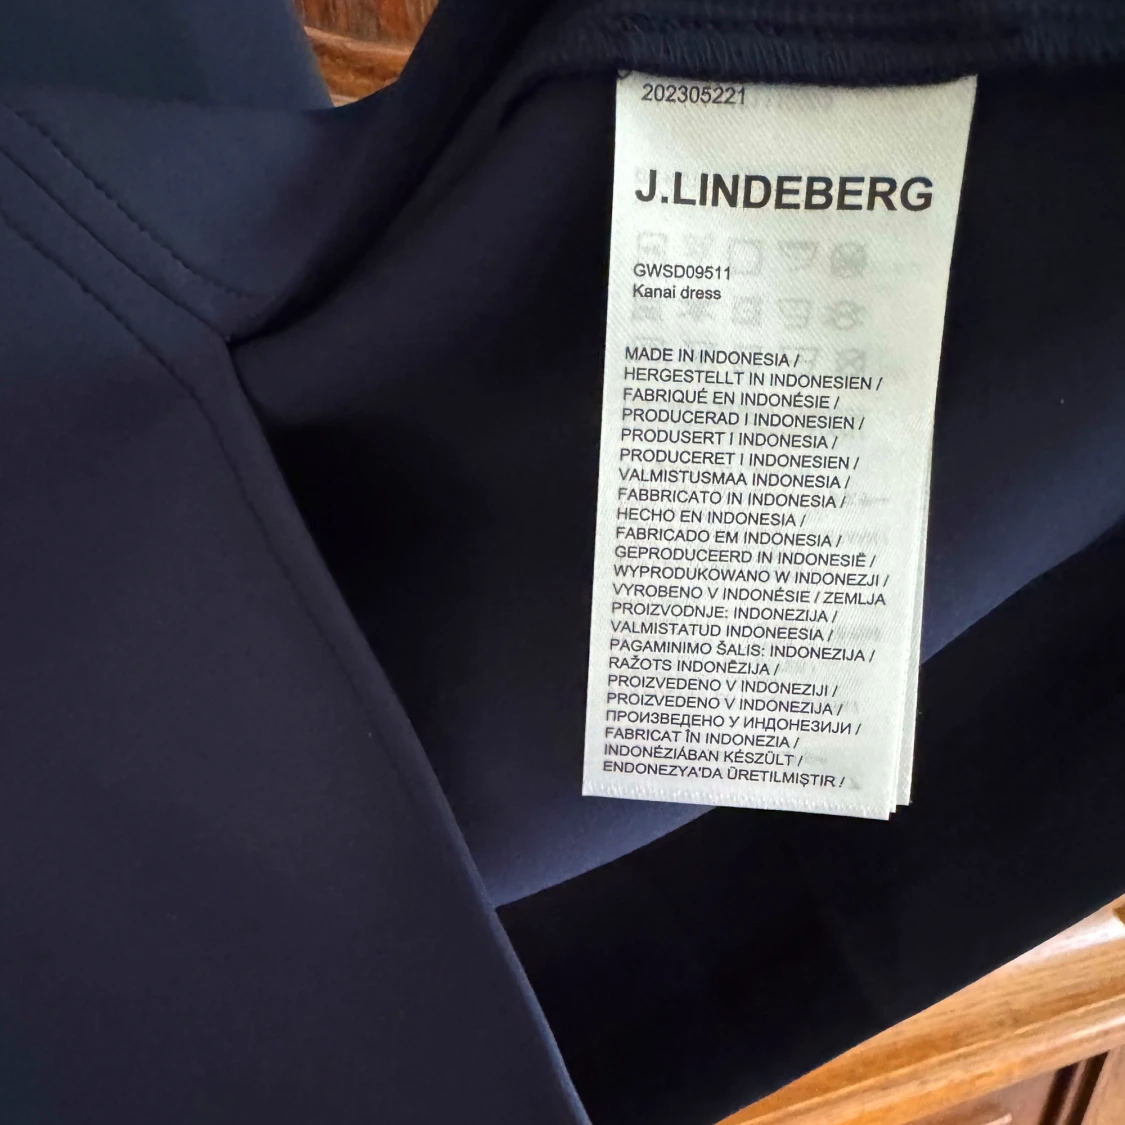 202305221
J.LINDEBERG
GWSD09511
Kanai dress
MADE IN INDONESIA /
HERGESTELLT IN INDONESIEN /
FABRIQUÉ EN INDONÉSIE /
PRODUCERAD I INDONESIEN /
PRODUSERT I INDONESIA /
PRODUCERET I INDONESIEN /
VALMISTUSMAA INDONESIA /
FABBRICATO IN INDONESIA /
HECHO EN INDONESIA /
FABRICADO EM INDONESIA /
GEPRODUCEERD IN INDONESIË /
WYPRODUKOWANO W INDONEZJI /
VYROBENO V INDONÉSIE / ZEMLJA
PROIZVODNJE: INDONEZIJA /
VALMISTATUD INDONEESIA /
PAGAMINIMO ŠALIS: INDONEZIJA /
RAŽOTS INDONĒZIJA /
PROIZVEDENO V INDONEZIJI /
PROIZVEDENO V INDONEZIJA /
ПРОИЗВЕДЕНО У ИНДОНЕЗИЈИ /
FABRICAT ÎN INDONEZIA /
INDONÉZIÁBAN KÉSZÜLT /
ENDONEZYA'DA ÜRETILMIŞTIR /